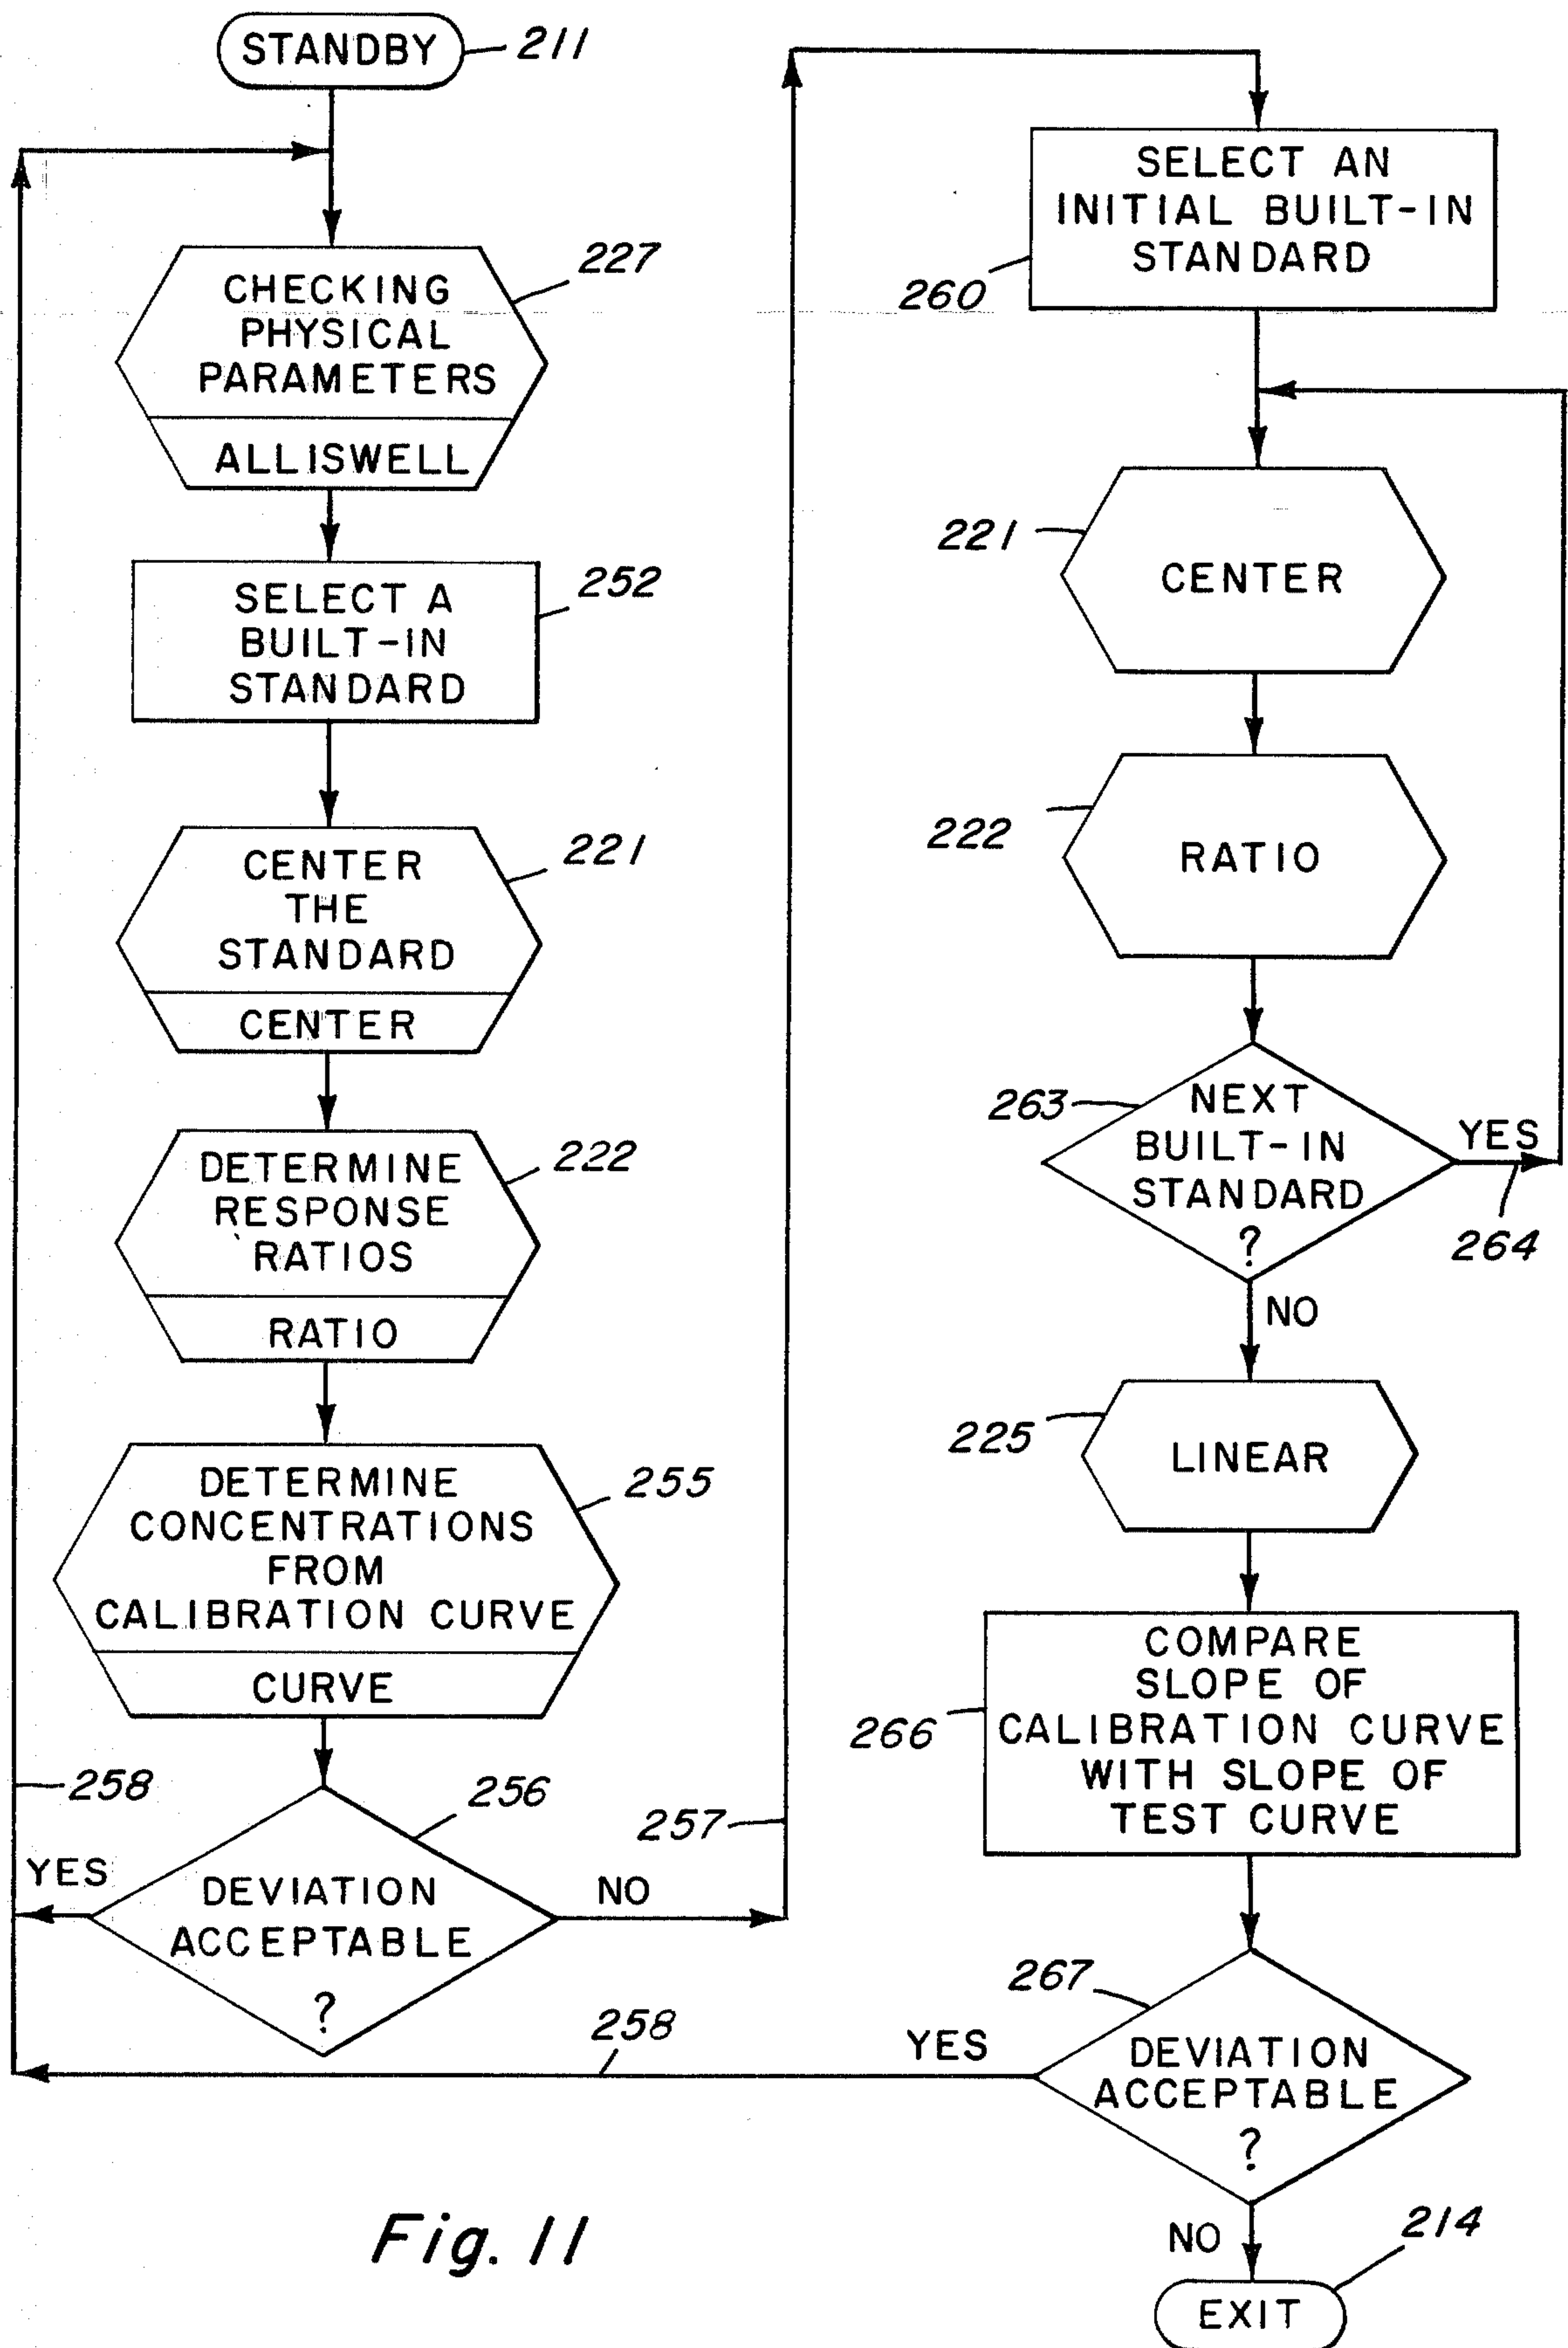 STANDBY
211
CHECKING
PHYSICAL
PARAMETERS
ALLISWELL
227
SELECT A
BUILT-IN
STANDARD
252
CENTER
THE
STANDARD
CENTER
221
DETERMINE
RESPONSE
RATIOS
RATIO
222
DETERMINE
CONCENTRATIONS
FROM
CALIBRATION CURVE
CURVE
255
258
256
YES
DEVIATION
ACCEPTABLE
?
NO
257
SELECT AN
INITIAL BUILT-IN
STANDARD
260
221
CENTER
222
RATIO
263
NEXT
BUILT-IN
STANDARD
?
YES
264
NO
225
LINEAR
COMPARE
SLOPE OF
CALIBRATION CURVE
WITH SLOPE OF
TEST CURVE
266
267
DEVIATION
ACCEPTABLE
?
YES
258
NO
214
EXIT
Fig. 11